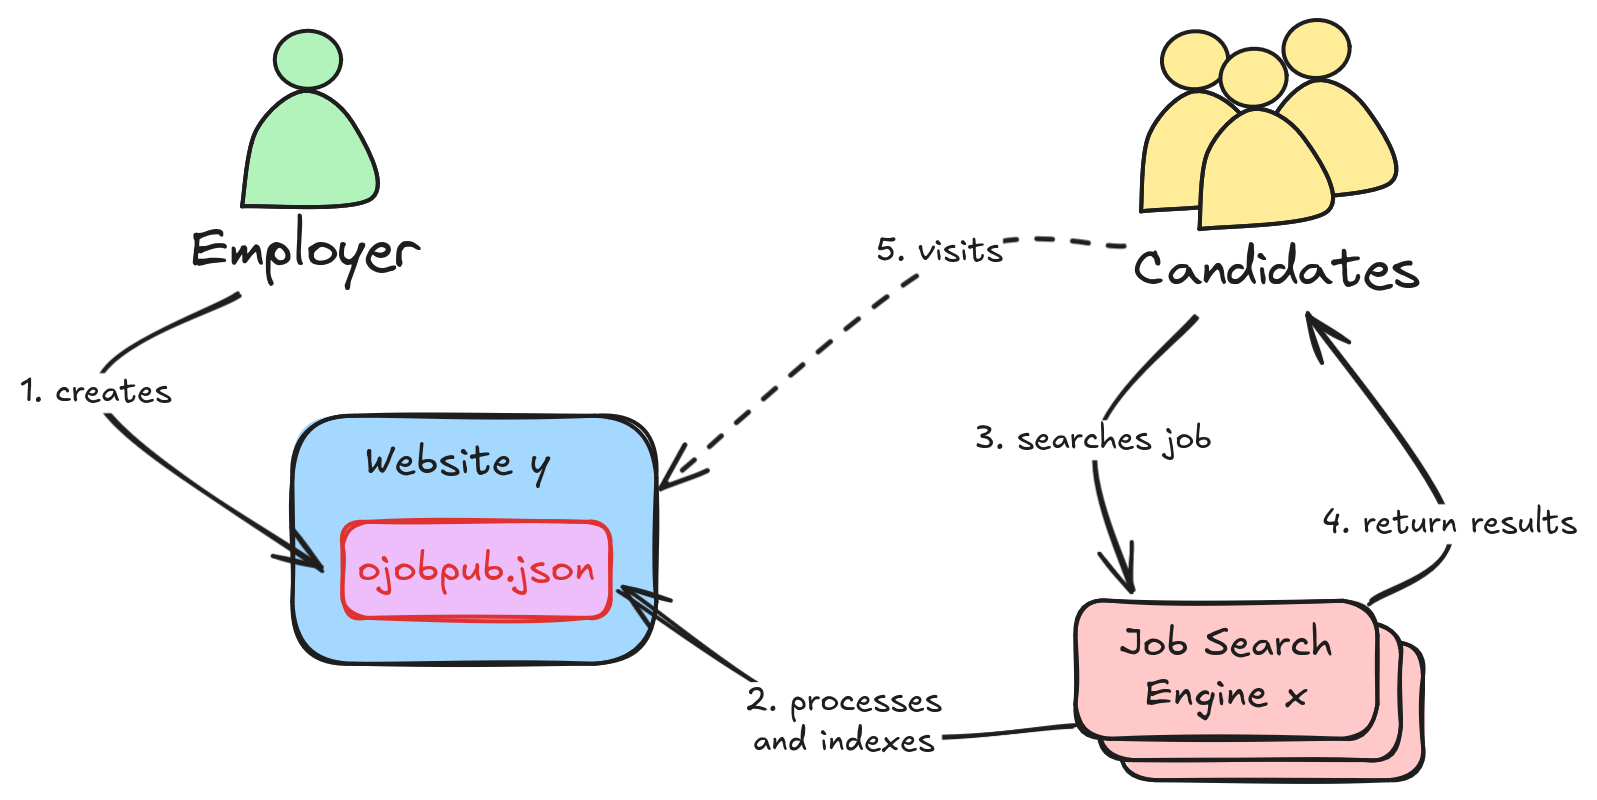 Employer
Candidates
5. visits
1. creates
3. searches job
Website y
4. return results
ojobpub.json
Job Search
Engine x
2. processes
and indexes